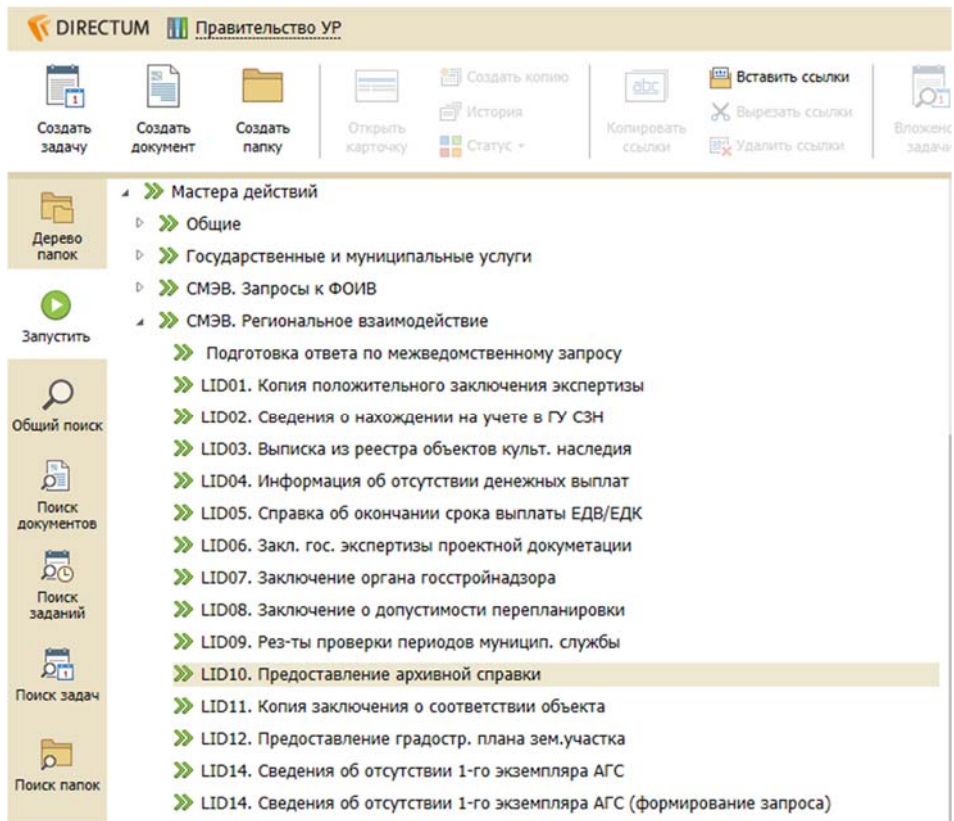 DIRECTUM Правительство УР
Создать задачу
Создать документ
Создать папку
Открыть карточку
Создать копию
История
Статус
Копировать ссылки
abc
Вставить ссылки
Вырезать ссылки
Удалить ссылки
Вложенс
задачи
Дерево папок
Запустить
Общий поиск
Поиск документов
Поиск заданий
Поиск задач
Поиск папок
Мастера действий
Общие
Государственные и муниципальные услуги
СМЭВ. Запросы к ФОИВ
СМЭВ. Региональное взаимодействие
Подготовка ответа по межведомственному запросу
LID01. Копия положительного заключения экспертизы
LID02. Сведения о нахождении на учете в ГУ СЗН
LID03. Выписка из реестра объектов культ. наследия
LID04. Информация об отсутствии денежных выплат
LID05. Справка об окончании срока выплаты ЕДВ/ЕДК
LID06. Закл. гос. экспертизы проектной докуметации
LID07. Заключение органа госстройнадзора
LID08. Заключение о допустимости перепланировки
LID09. Рез-ты проверки периодов муницип. службы
LID10. Предоставление архивной справки
LID11. Копия заключения о соответствии объекта
LID12. Предоставление градостр. плана зем.участка
LID14. Сведения об отсутствии 1-го экземпляра АГС
LID14. Сведения об отсутствии 1-го экземпляра АГС (формирование запроса)